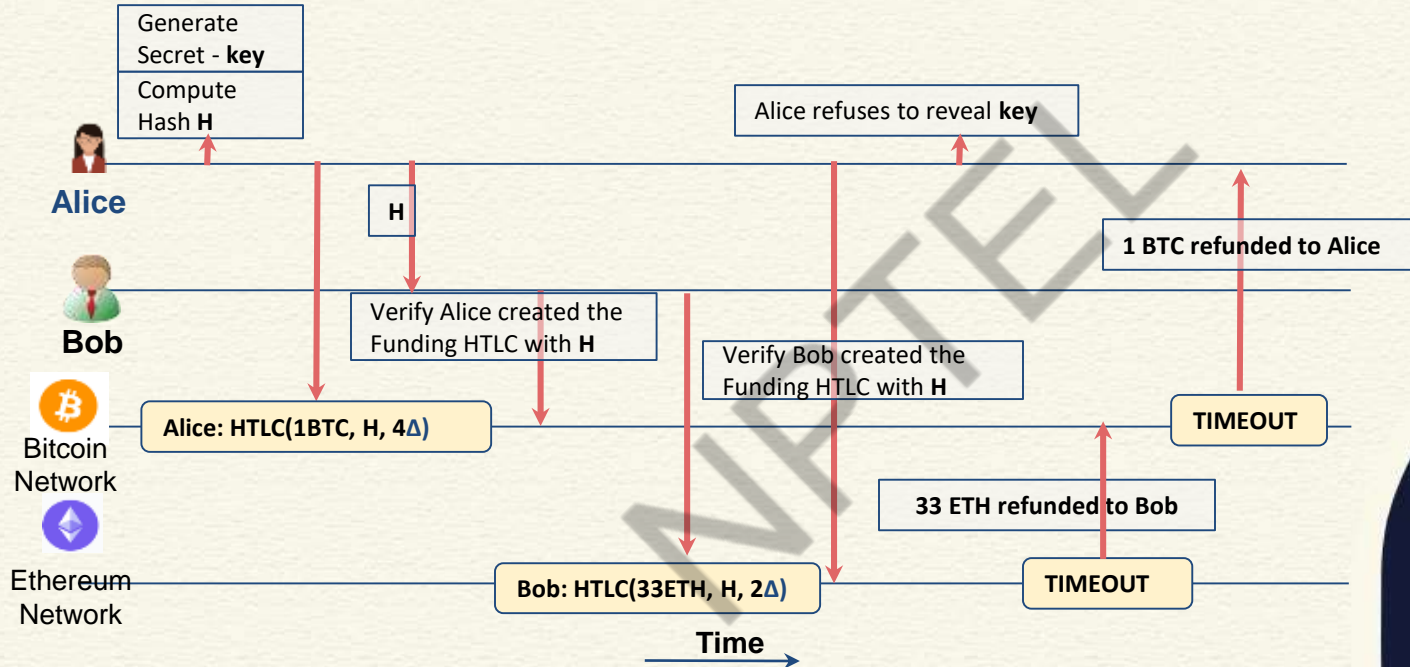 Generate
Secret - key
Compute
Hash H
Alice refuses to reveal key
Alice
H
1 BTC refunded to Alice
Bob
Verify Alice created the
Funding HTLC with H
Verify Bob created the
Funding HTLC with H
Alice: HTLC(1BTC, H, 4Δ)
TIMEOUT
Bitcoin
Network
33 ETH refunded to Bob
Ethereum
Network
Bob: HTLC(33ETH, H, 2Δ)
TIMEOUT
Time
NPTEL